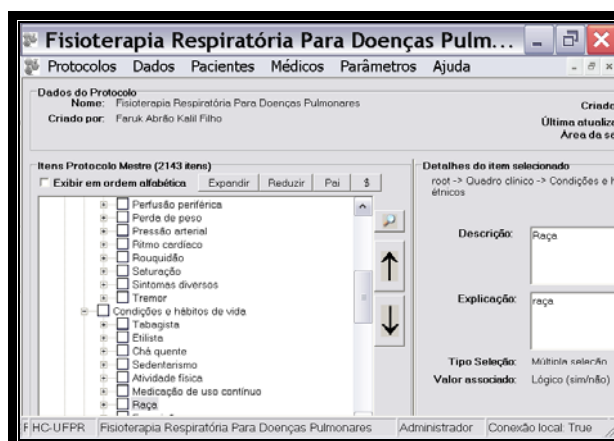 Fisioterapia Respiratória Para Doenças Pulm...
Protocolos Dados Pacientes Médicos Parâmetros Ajuda
Dados do Protocolo
Nome: Fisioterapia Respiratória Para Doenças Pulmonares
Criado
Criado por: Faruk Abrão Kalil Filho
Última atualiza
Área da se
Itens Protocolo Mestre (2143 itens)
Exibir em ordem alfabética Expandir Reduzir Pai $
Perfusão periférica
Perda de peso
Pressão arterial
Ritmo cardíaco
Rouquidão
Saturação
Sintomas diversos
Tremor
Condições e hábitos de vida
Tabagista
Etilista
Chá quente
Sedentarismo
Atividade física
Medicação de uso contínuo
Raça
Detalhes do item selecionado
root -> Quadro clínico -> Condições e h
étnicos
Descrição: Raça
Explicação: raça
Tipo Seleção: Múltipla seleção
Valor associado: Lógico (sim/não)
F HC-UFPR Fisioterapia Respiratória Para Doenças Pulmonares Administrador Conexão local: True